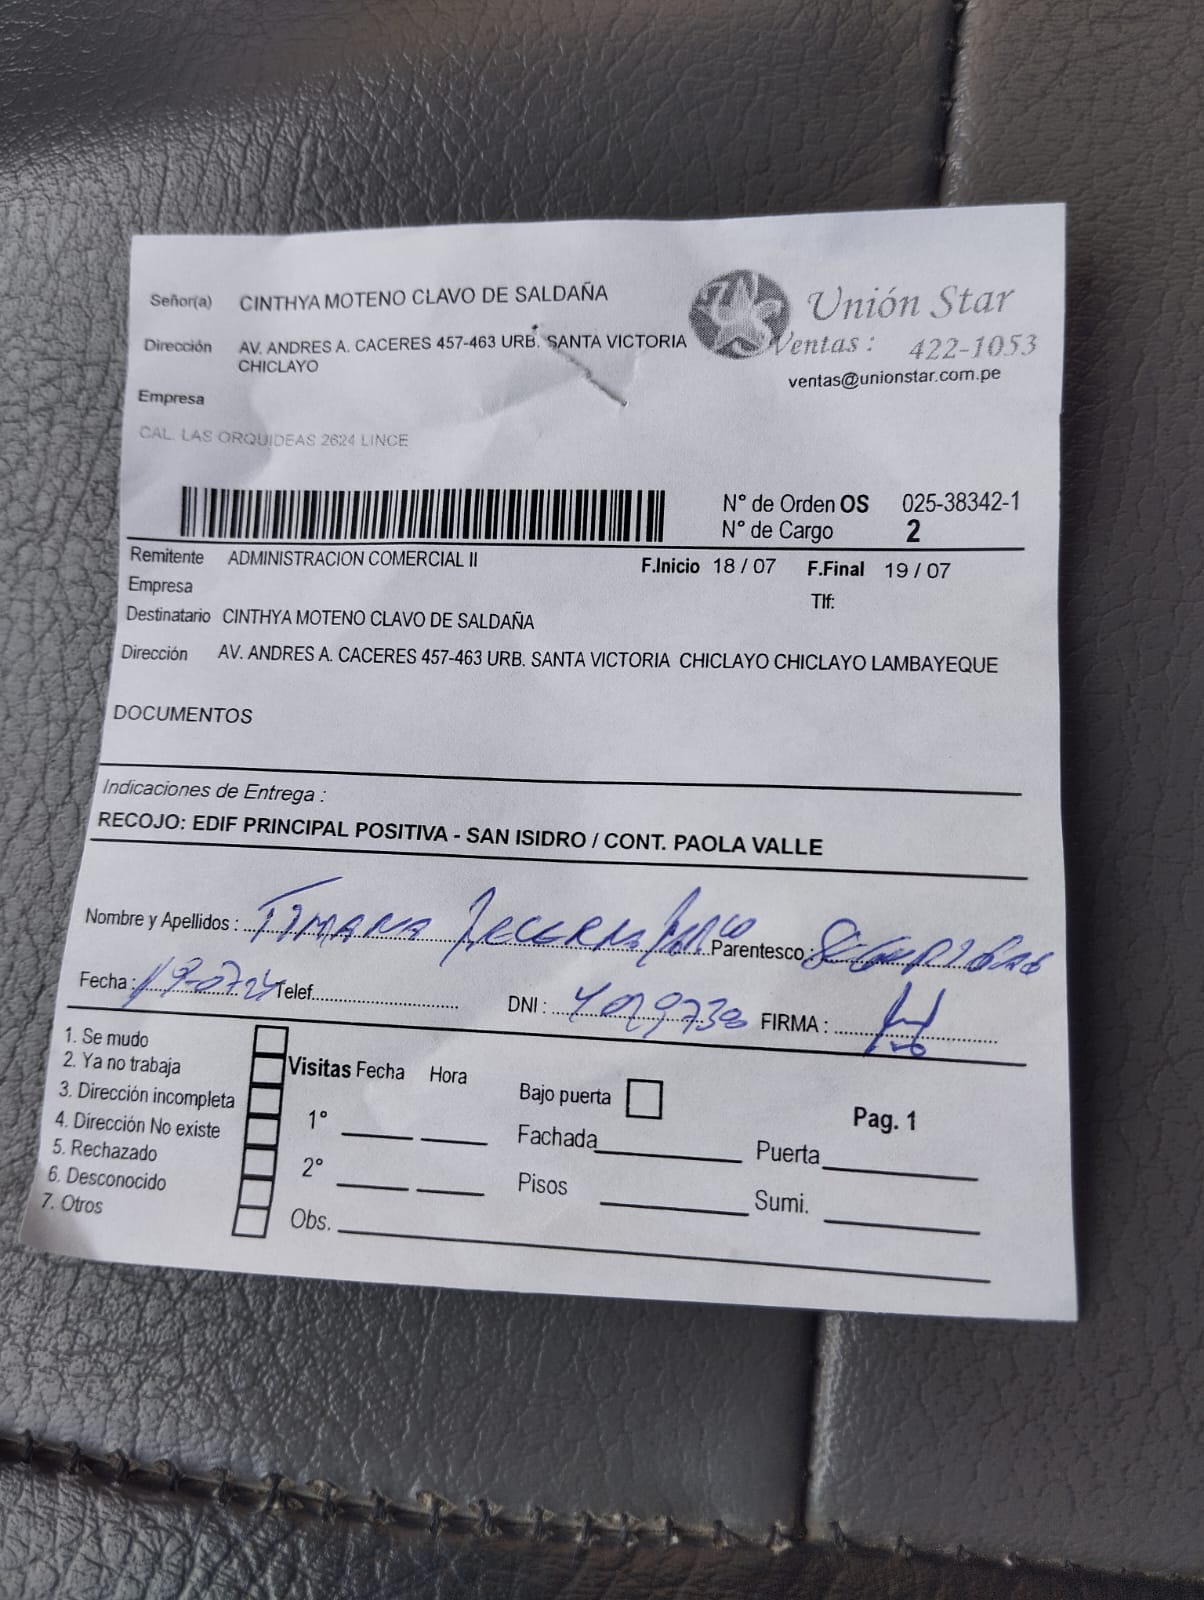 Señor(a) CINTHYA MOTENO CLAVO DE SALDAÑA
Unión Star
Dirección AV. ANDRES A. CACERES 457-463 URB. SANTA VICTORIA
CHICLAYO
Ventas: 422-1053
ventas@unionstar.com.pe
Empresa
CAL. LAS ORQUIDEAS 2624 LINCE
N° de Orden OS 025-38342-1
N° de Cargo 2
Remitente ADMINISTRACION COMERCIAL II F.Inicio 18 / 07 F.Final 19 / 07
Empresa Tlf:
Destinatario CINTHYA MOTENO CLAVO DE SALDAÑA
Dirección AV. ANDRES A. CACERES 457-463 URB. SANTA VICTORIA CHICLAYO CHICLAYO LAMBAYEQUE
DOCUMENTOS
Indicaciones de Entrega :
RECOJO: EDIF PRINCIPAL POSITIVA - SAN ISIDRO / CONT. PAOLA VALLE
Nombre y Apellidos : Parentesco :
Fecha : 19-07-24 Telef. DNI : FIRMA :
1. Se mudo
2. Ya no trabaja
3. Dirección incompleta
4. Dirección No existe
5. Rechazado
6. Desconocido
7. Otros
Visitas Fecha Hora
1°
2°
Obs.
Bajo puerta
Fachada
Pisos
Pag. 1
Puerta
Sumi.